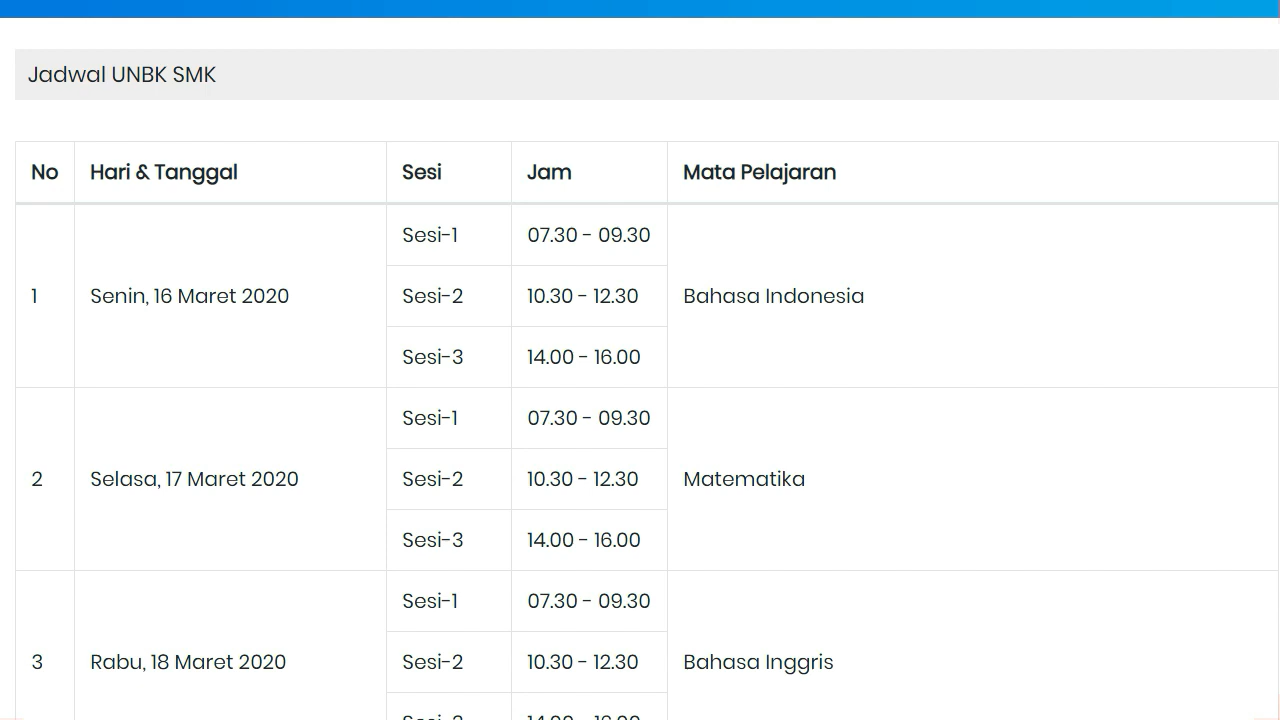 Jadwal UNBK SMK
No Hari & Tanggal Sesi Jam Mata Pelajaran
Sesi-1 07.30 - 09.30
1 Senin, 16 Maret 2020 Sesi-2 10.30 - 12.30 Bahasa Indonesia
Sesi-3 14.00 - 16.00
Sesi-1 07.30 - 09.30
2 Selasa, 17 Maret 2020 Sesi-2 10.30 - 12.30 Matematika
Sesi-3 14.00 - 16.00
Sesi-1 07.30 - 09.30
3 Rabu, 18 Maret 2020 Sesi-2 10.30 - 12.30 Bahasa Inggris